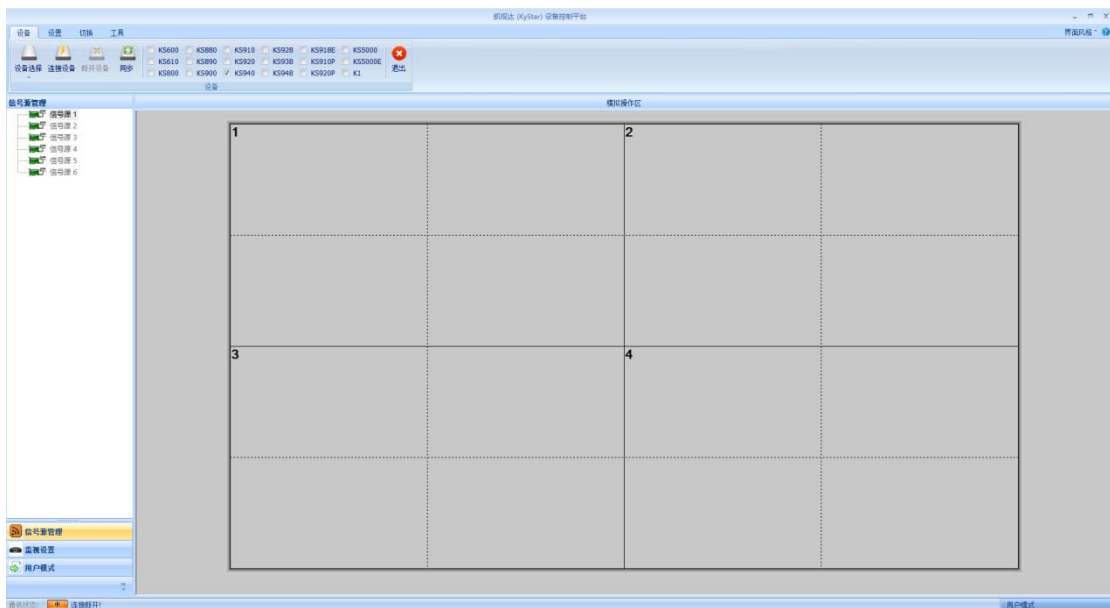 凯视达 (KyStar) 设备控制平台
设备 设置 切换 工具 界面风格
KS600 KS880 KS910 KS928 KS918E KS5000
KS610 KS890 KS920 KS938 KS910P KS5000E
KS800 KS900 KS940 KS948 KS920P K1
设备选择 连接设备 断开设备 同步 退出
设备
信号源管理 模拟操作区
信号源 1
信号源 2
信号源 3
信号源 4
信号源 5
信号源 6
1 2
3 4
信号源管理
监视设置
用户模式
通讯状态: 连接断开! 用户模式